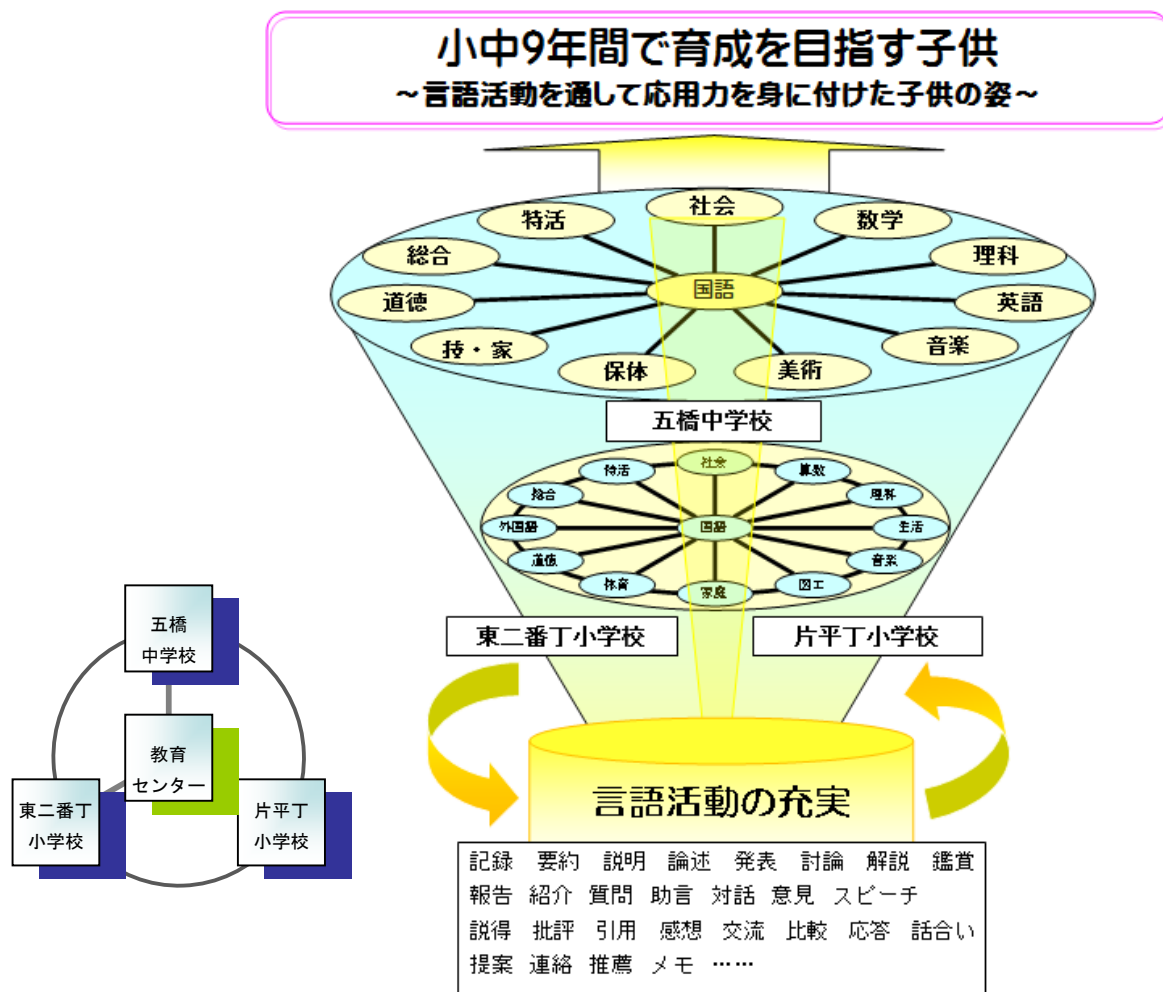 小中9年間で育成を目指す子供
～言語活動を通して応用力を身に付けた子供の姿～
社会
特活
数学
総合
理科
国語
道徳
英語
技・家
音楽
保体
美術
五橋中学校
社会
特活
算数
総合
理科
外国語
国語
生活
道徳
音楽
体育
図工
家庭
東二番丁小学校
片平丁小学校
五橋
中学校
教育
センター
東二番丁
小学校
片平丁
小学校
言語活動の充実
記録 要約 説明 論述 発表 討論 解説 鑑賞
報告 紹介 質問 助言 対話 意見 スピーチ
説得 批評 引用 感想 交流 比較 応答 話合い
提案 連絡 推薦 メモ ……